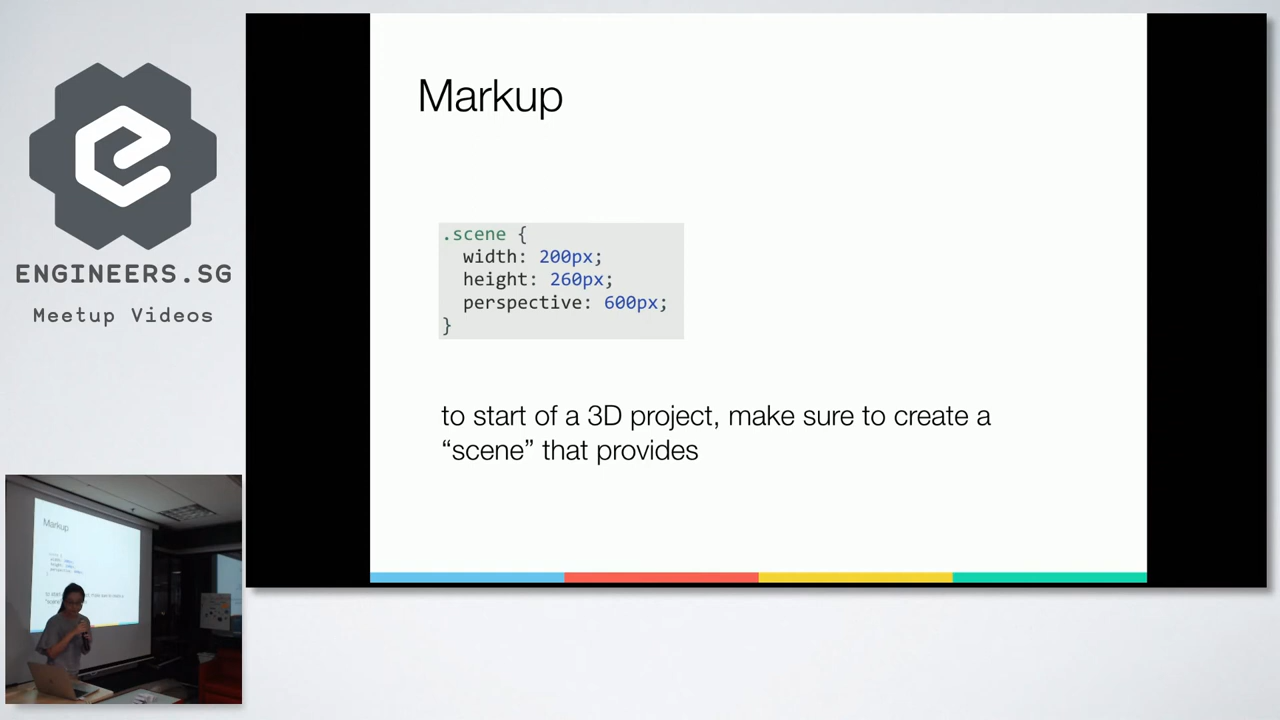 ENGINEERS.SG
Meetup Videos
Markup
.scene {
width: 200px;
height: 260px;
perspective: 600px;
}
to start of a 3D project, make sure to create a
“scene” that provides
Markup